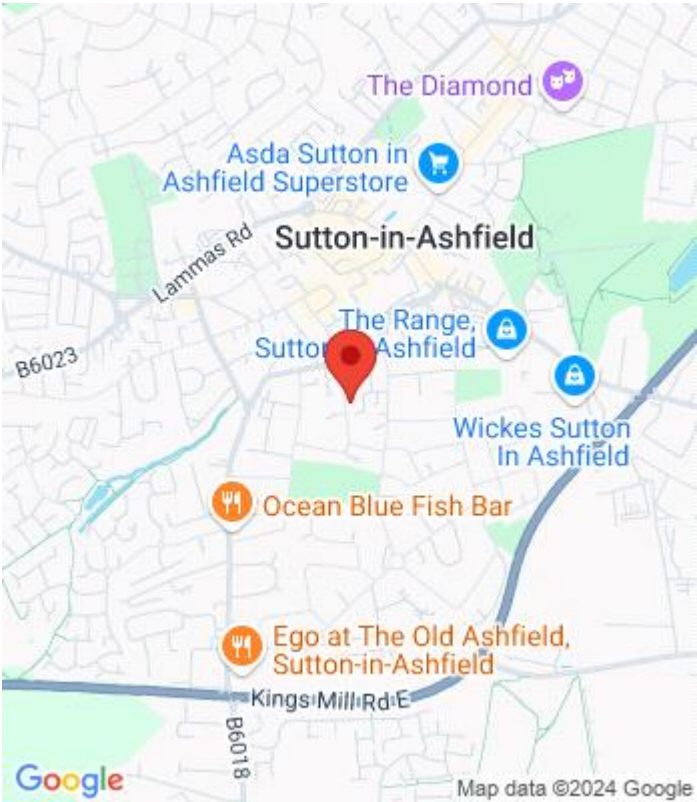 The Diamond
Asda Sutton in
Ashfield Superstore
Lammas Rd
Sutton-in-Ashfield
The Range,
Ashfield
B6023
Wickes Sutton
In Ashfield
Ocean Blue Fish Bar
Ego at The Old Ashfield,
Sutton-in-Ashfield
Kings Mill Rd E
B6018
Google
Map data ©2024 Google